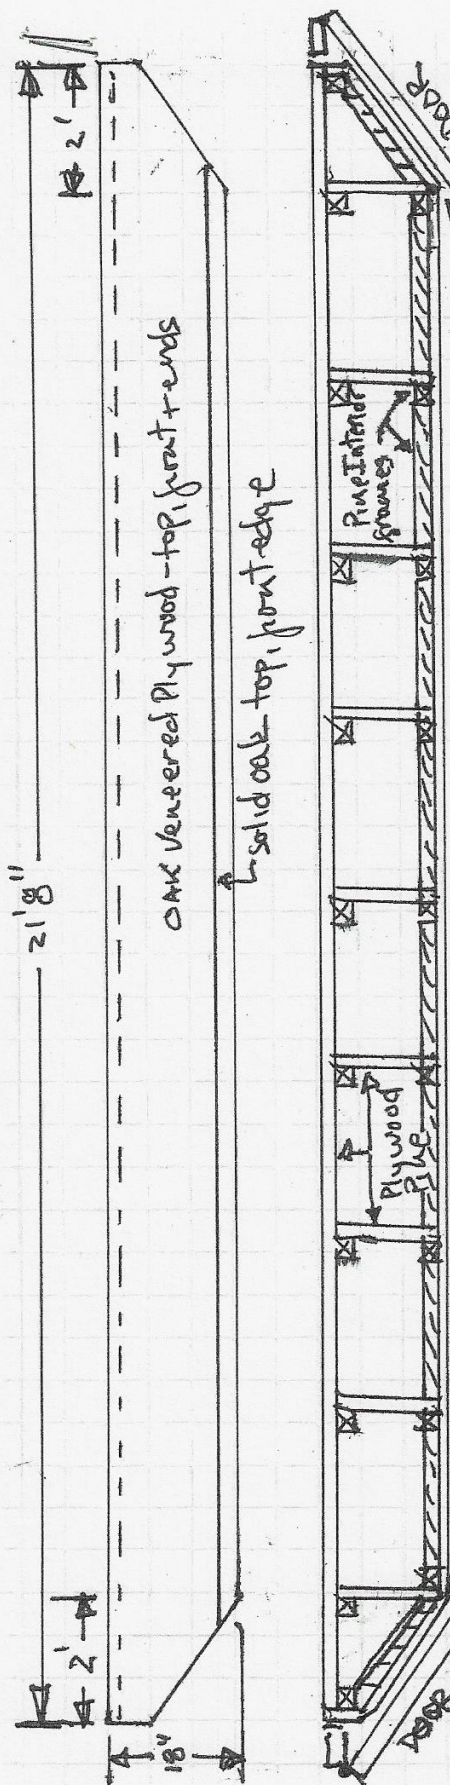 21'8"
2'
2'
18"
OAK Veneered Plywood-top, front + ends
solid oak top, front edge
DOOR
Pine Interior
frames
Plywood
Pine
DOOR